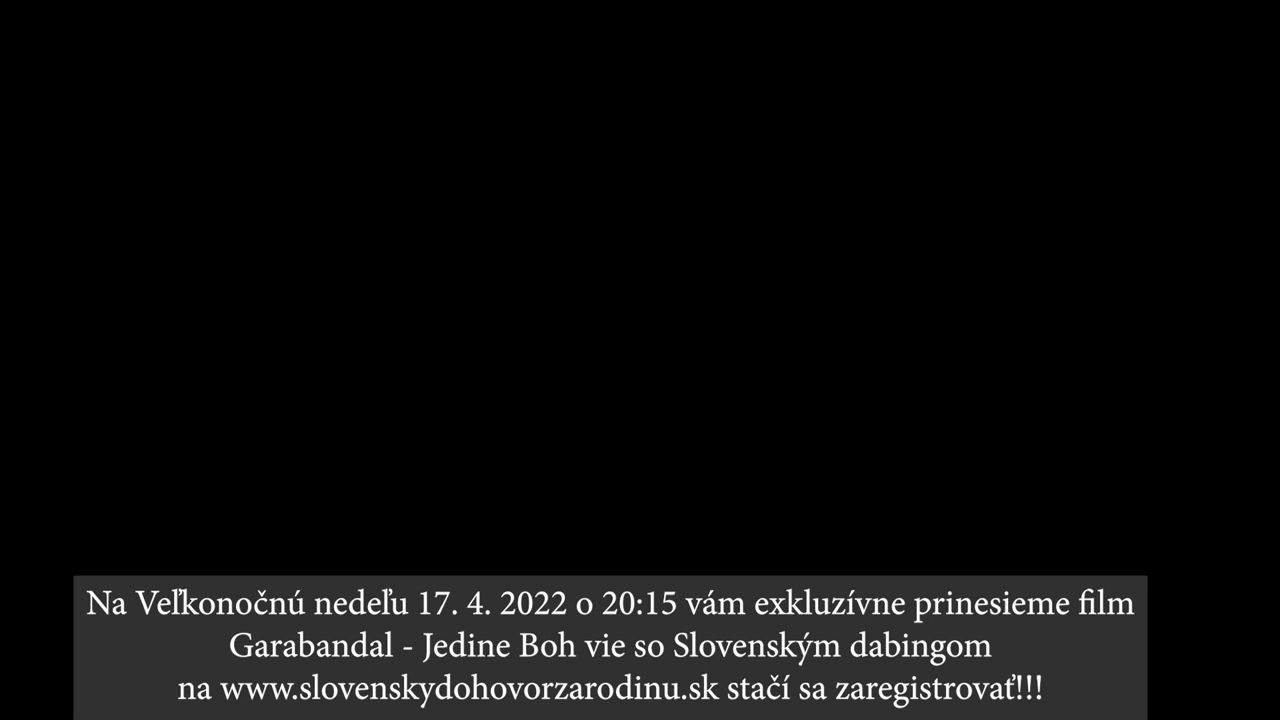 Na Veľkonočnú nedeľu 17. 4. 2022 o 20:15 vám exkluzívne prinesieme film
Garabandal - Jedine Boh vie so Slovenským dabingom
na www.slovenskydohovorzarodinu.sk stačí sa zaregistrovať!!!